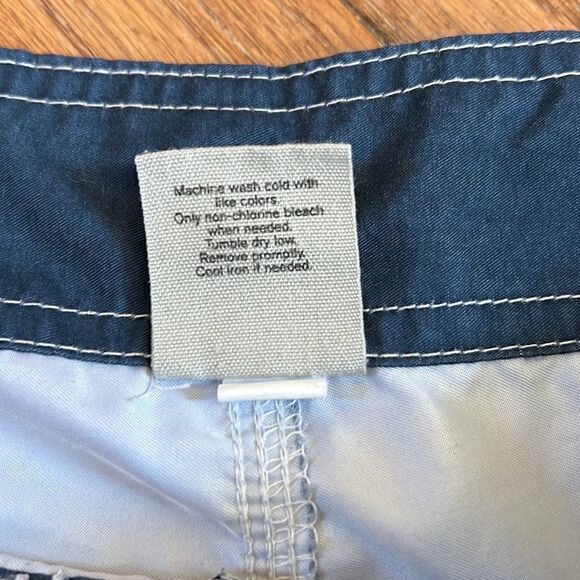 Machine wash cold with
like colors.
Only non-chlorine bleach
when needed.
Tumble dry low.
Remove promptly.
Cool iron if needed.